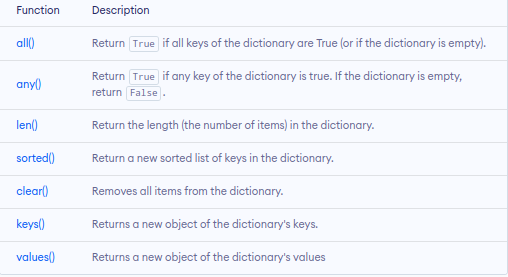 Function Description
all() Return True if all keys of the dictionary are True (or if the dictionary is empty).
any() Return True if any key of the dictionary is true. If the dictionary is empty,
return False .
len() Return the length (the number of items) in the dictionary.
sorted() Return a new sorted list of keys in the dictionary.
clear() Removes all items from the dictionary.
keys() Returns a new object of the dictionary's keys.
values() Returns a new object of the dictionary's values